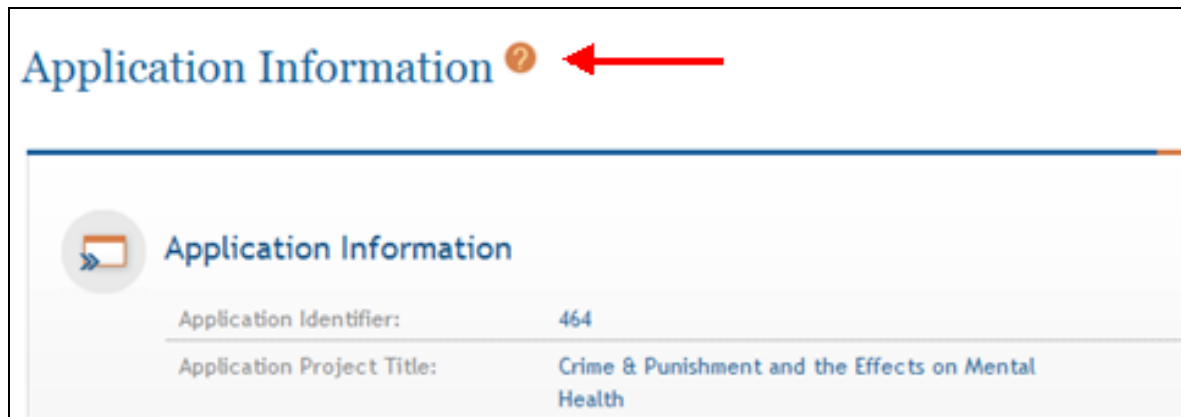 Application Information ?
Application Information
Application Identifier: 464
Application Project Title: Crime & Punishment and the Effects on Mental
Health